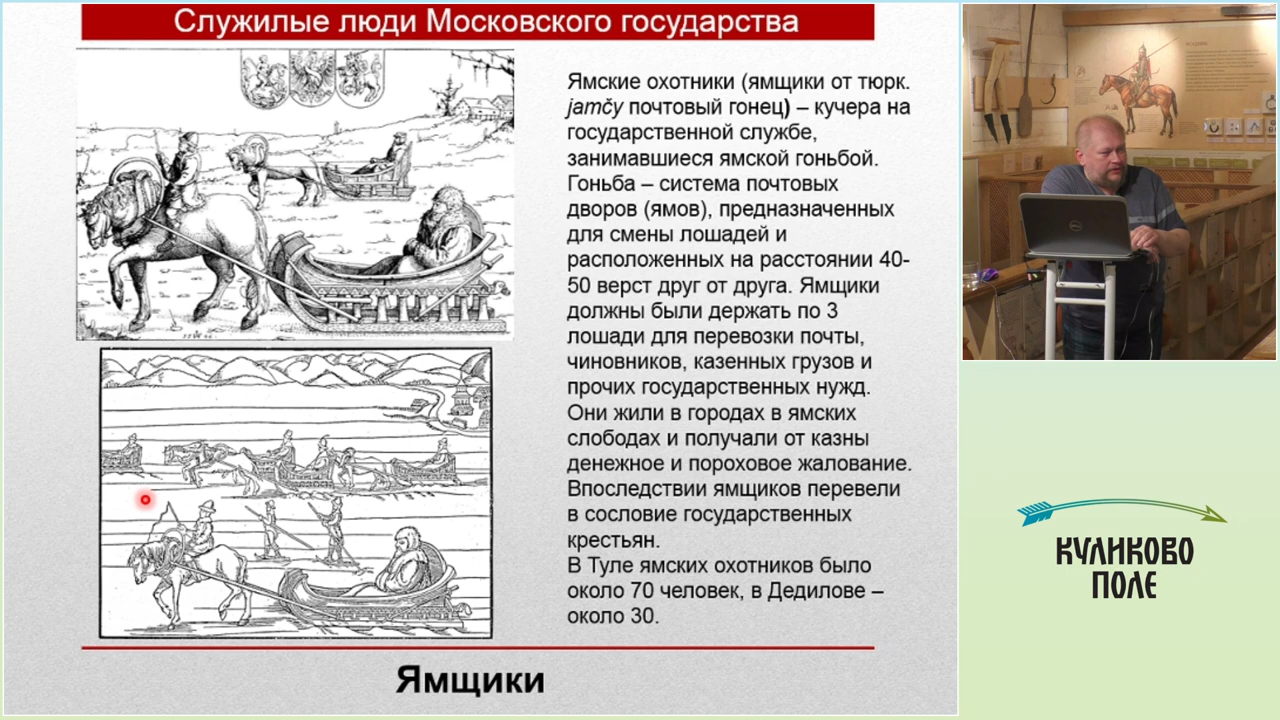 Служилые люди Московского государства
Ямские охотники (ямщики от тюрк.
jamčy почтовый гонец) – кучера на
государственной службе,
занимавшиеся ямской гоньбой.
Гоньба – система почтовых
дворов (ямов), предназначенных
для смены лошадей и
расположенных на расстоянии 40-
50 верст друг от друга. Ямщики
должны были держать по 3
лошади для перевозки почты,
чиновников, казенных грузов и
прочих государственных нужд.
Они жили в городах в ямских
слободах и получали от казны
денежное и пороховое жалование.
Впоследствии ямщиков перевели
в сословие государственных
крестьян.
В Туле ямских охотников было
около 70 человек, в Дедилове –
около 30.
Ямщики
DELL
КУЛИКОВО
ПОЛЕ